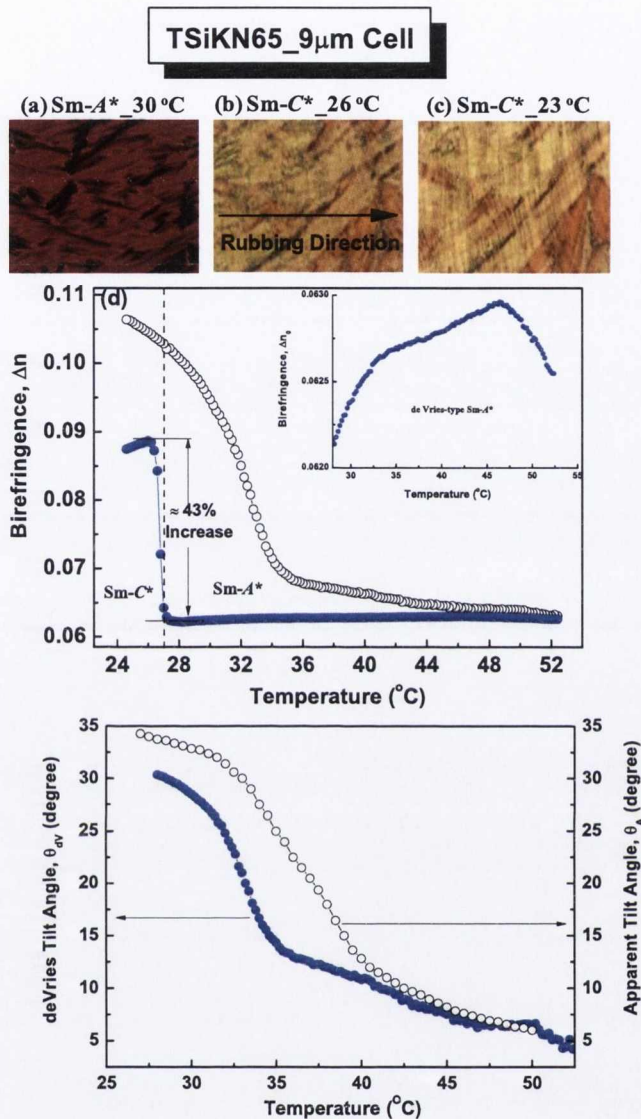 TSiKN65_9μm Cell
(a) Sm-A*_30 °C
(b) Sm-C*_26 °C
(c) Sm-C*_23 °C
Rubbing Direction
(d)
Birefringence, Δn
0.11
0.10
0.09
0.08
0.07
0.06
≈ 43%
Increase
Sm-C*
Sm-A*
24 28 32 36 40 44 48 52
Temperature (°C)
Birefringence, Δn₀
0.0630
0.0625
0.0620
de Vries-type Sm-A*
30 35 40 45 50 55
Temperature (°C)
deVries Tilt Angle, θdV (degree)
35
30
25
20
15
10
5
25 30 35 40 45 50
Temperature (°C)
35
30
25
20
15
10
5
Apparent Tilt Angle, θA (degree)